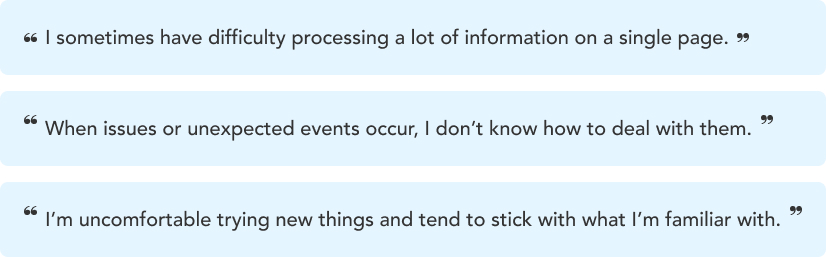 “ I sometimes have difficulty processing a lot of information on a single page. ”
“ When issues or unexpected events occur, I don’t know how to deal with them. ”
“ I’m uncomfortable trying new things and tend to stick with what I’m familiar with. ”